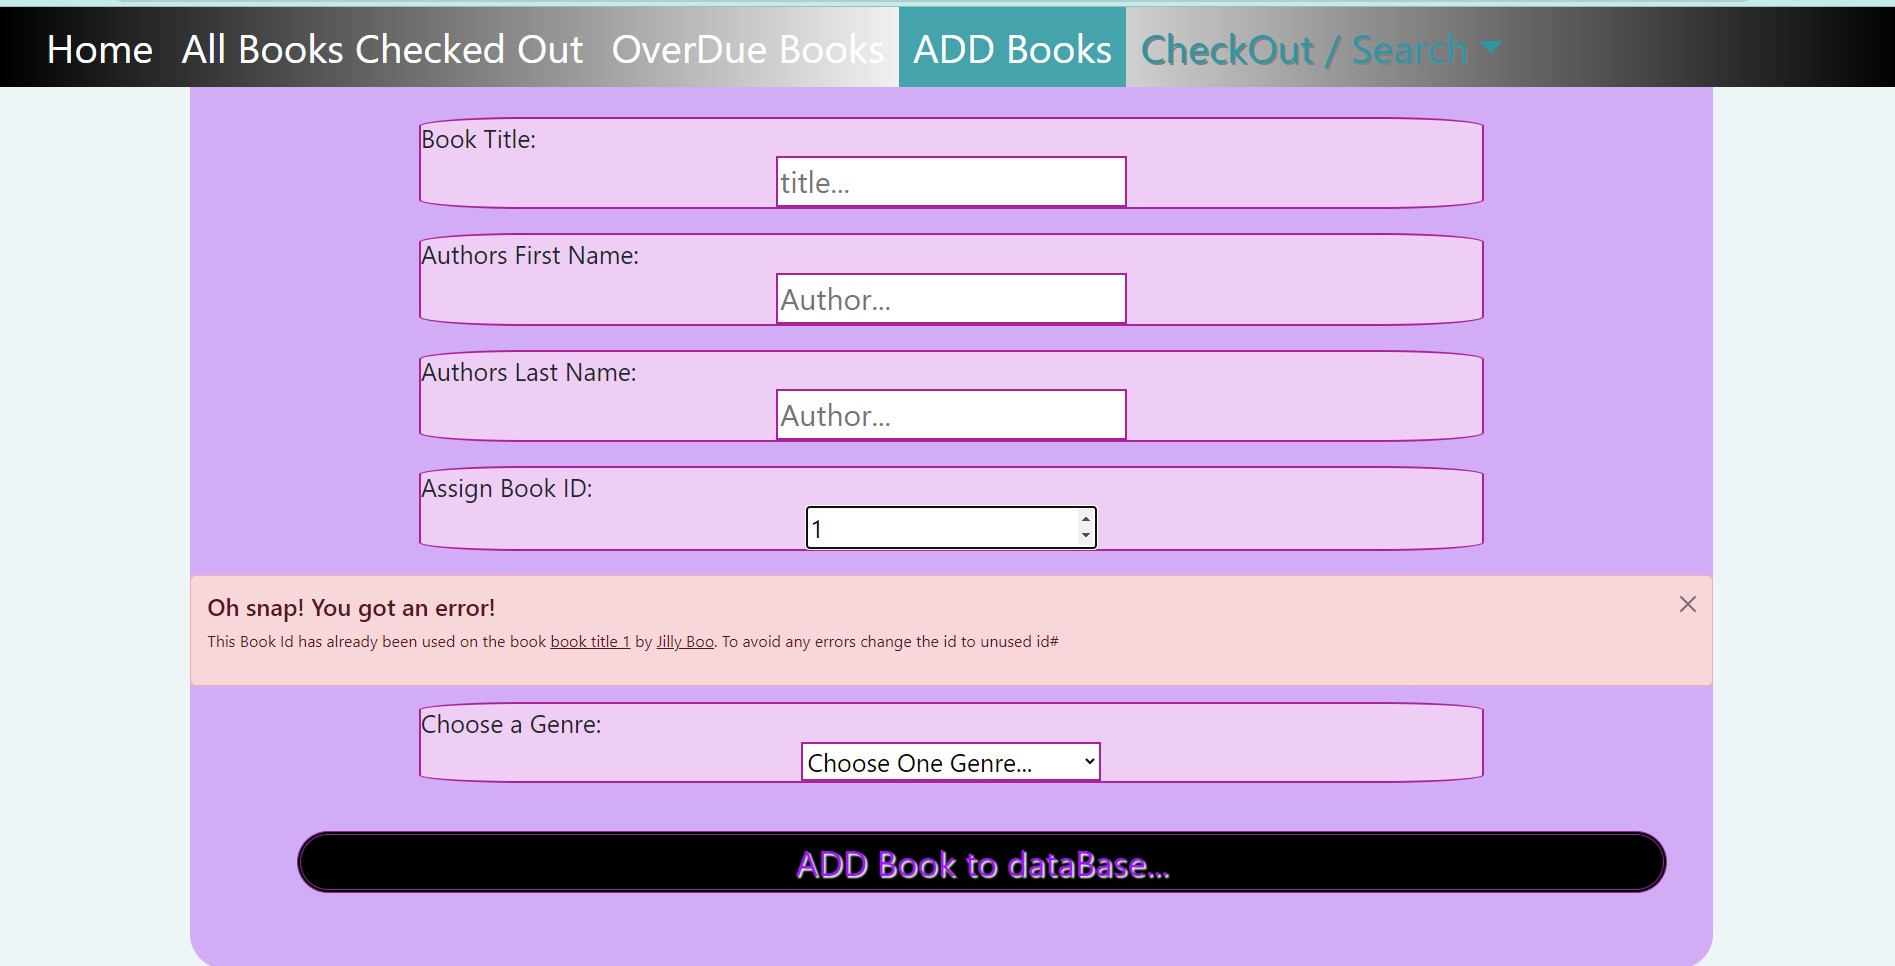 Home All Books Checked Out OverDue Books ADD Books CheckOut / Search
Book Title:
title...
Authors First Name:
Author...
Authors Last Name:
Author...
Assign Book ID:
1
Oh snap! You got an error!
This Book Id has already been used on the book book title 1 by Jilly Boo. To avoid any errors change the id to unused id#
Choose a Genre:
Choose One Genre...
ADD Book to dataBase...